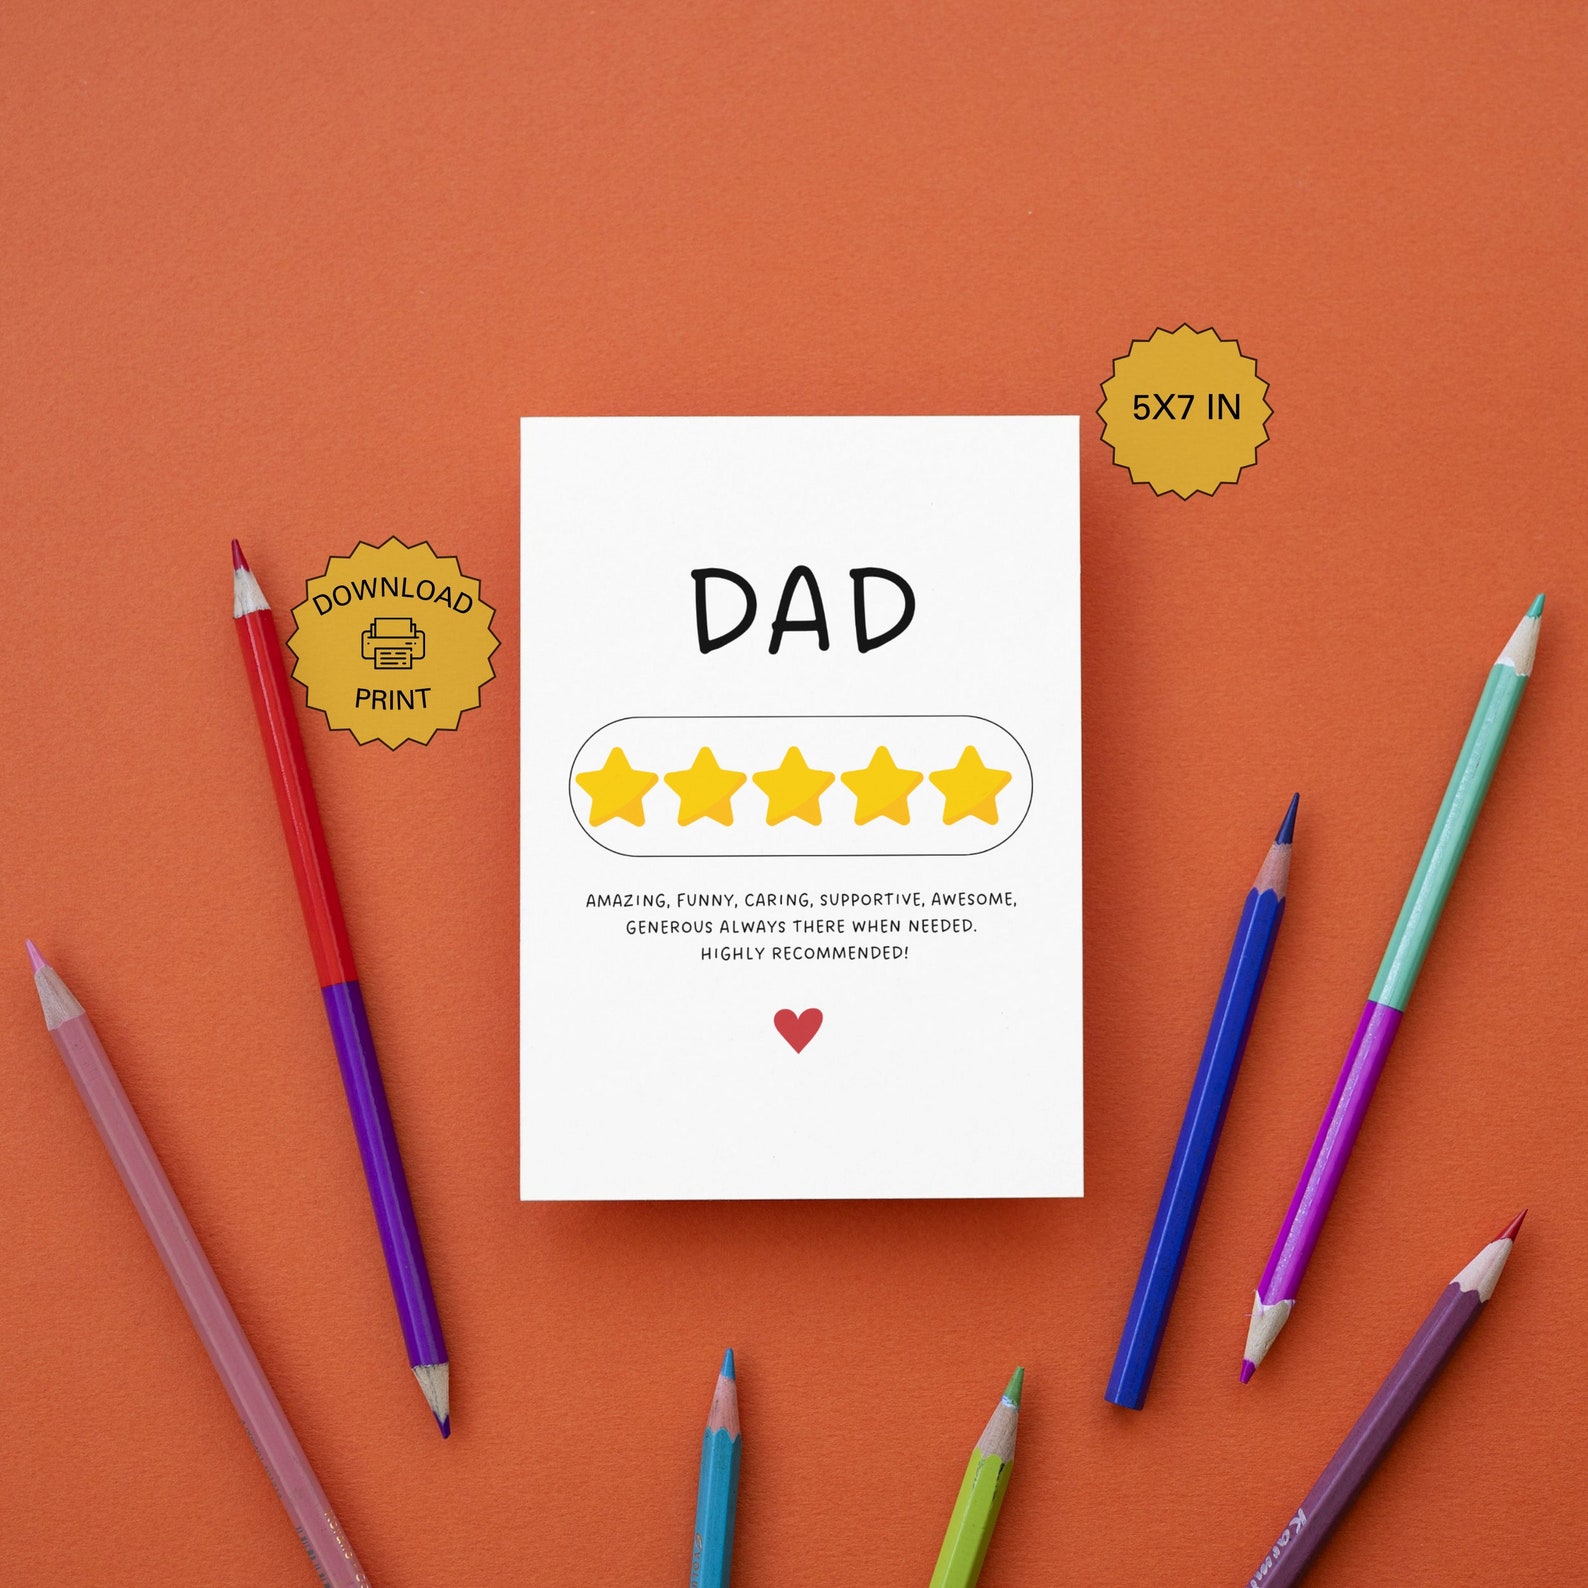 5X7 IN
DOWNLOAD
PRINT
DAD
AMAZING, FUNNY, CARING, SUPPORTIVE, AWESOME,
GENEROUS ALWAYS THERE WHEN NEEDED.
HIGHLY RECOMMENDED!